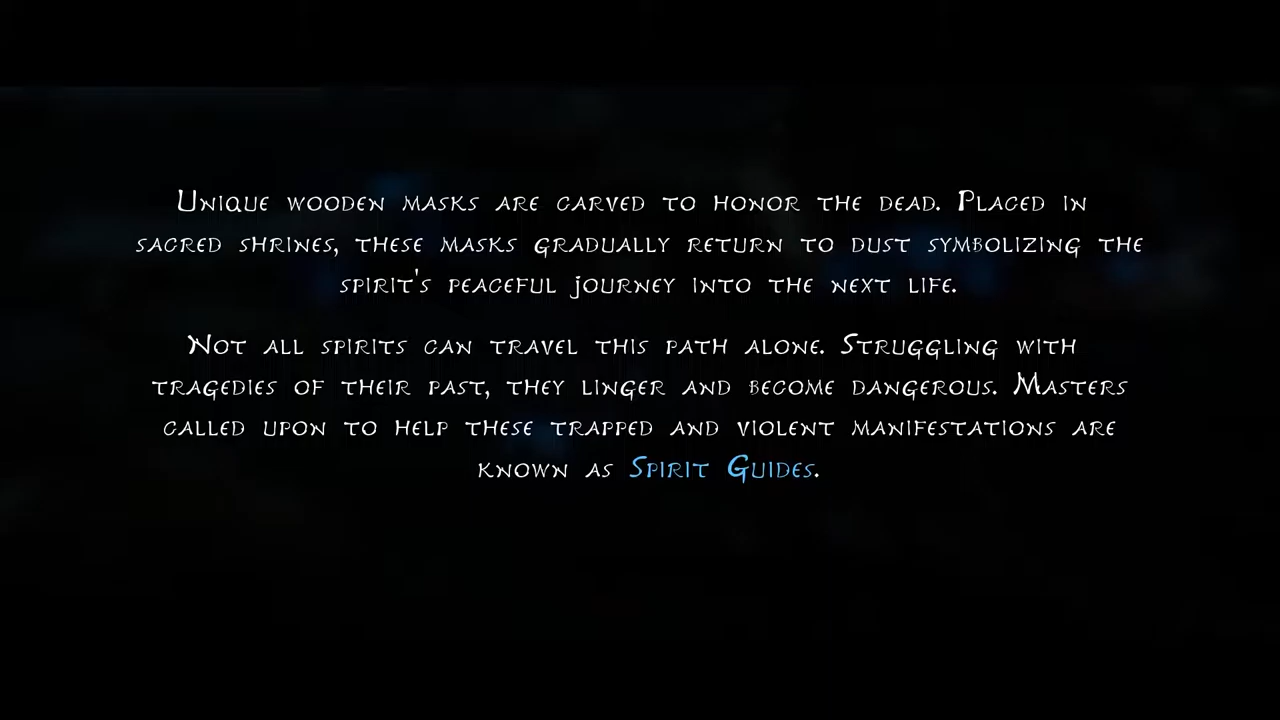 Unique wooden masks are carved to honor the dead. Placed in
sacred shrines, these masks gradually return to dust symbolizing the
spirit's peaceful journey into the next life.
Not all spirits can travel this path alone. Struggling with
tragedies of their past, they linger and become dangerous. Masters
called upon to help these trapped and violent manifestations are
known as Spirit Guides.